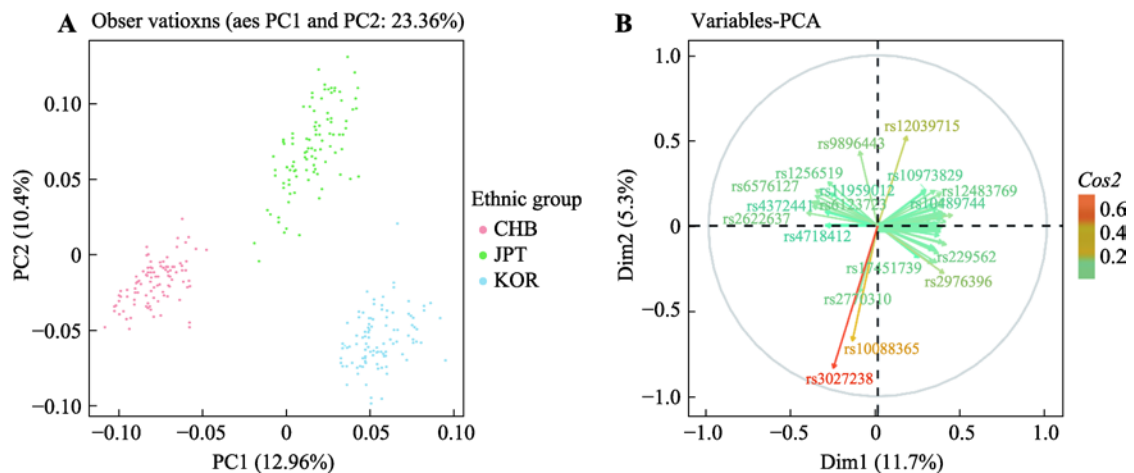 A Obser vatioxns (aes PC1 and PC2: 23.36%)
0.10
0.05
0
−0.05
−0.10
PC2 (10.4%)
−0.10
−0.05
0
0.05
0.10
PC1 (12.96%)
Ethnic group
CHB
JPT
KOR
B Variables-PCA
1.0
0.5
0
−0.5
−1.0
Dim2 (5.3%)
rs12039715
rs9896443
rs1256519
rs10973829
rs6576127
rs11959012
rs12483769
rs4372441
rs6123723
rs10489744
rs2622637
rs4718412
rs229562
rs17451739
rs2976396
rs2770310
rs10088365
rs3027238
−1.0
−0.5
0
0.5
1.0
Dim1 (11.7%)
Cos2
0.6
0.4
0.2